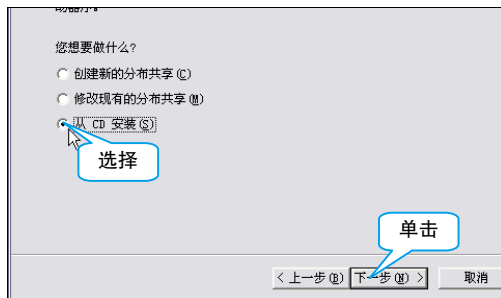 您想要做什么?
创建新的分布共享(C)
修改现有的分布共享(M)
从 CD 安装(S)
选择
单击
< 上一步(B)
下一步(N) >
取消